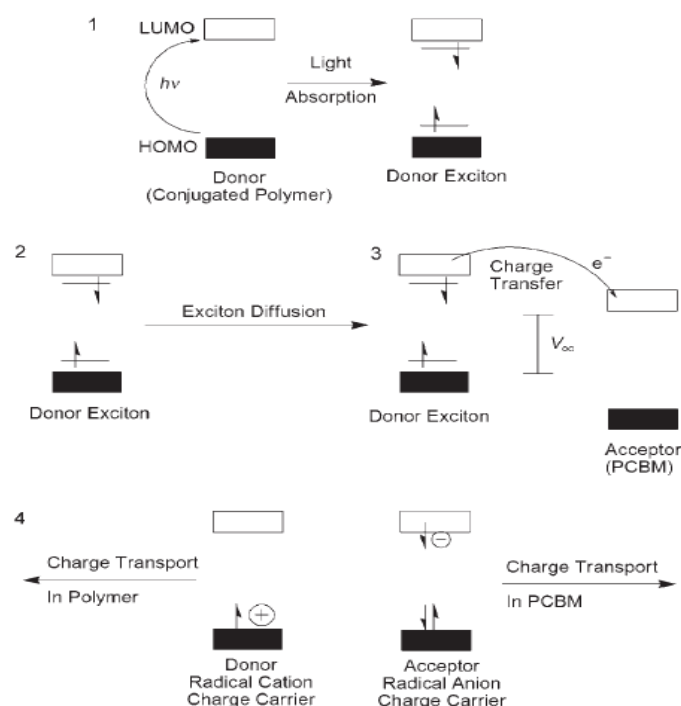 1
LUMO
hν
HOMO
Light
Absorption
Donor
(Conjugated Polymer)
Donor Exciton
2
Exciton Diffusion
Donor Exciton
3
Charge
Transfer
e⁻
Voc
Donor Exciton
Acceptor
(PCBM)
4
Charge Transport
In Polymer
+
Donor
Radical Cation
Charge Carrier
−
Acceptor
Radical Anion
Charge Carrier
Charge Transport
In PCBM